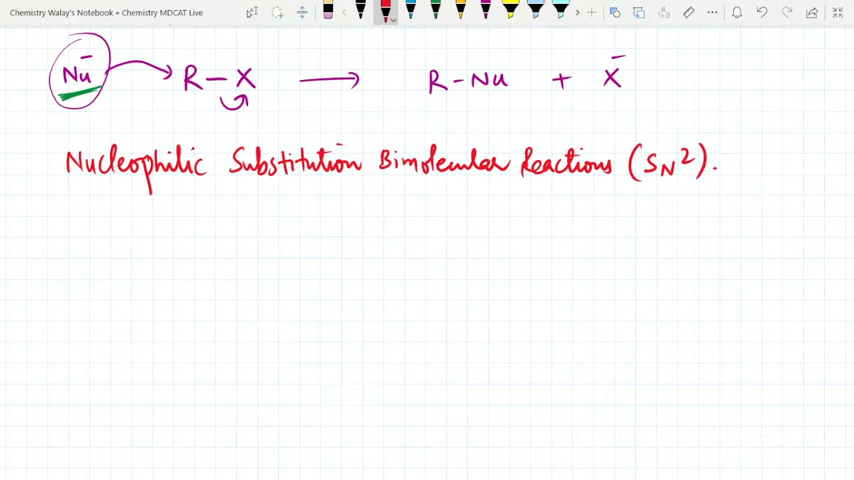 Chemistry Walay's Notebook » Chemistry MDCAT Live
Nu⁻ R - X → R - Nu + X⁻
Nucleophilic Substitution Bimolecular Reactions (SN2).